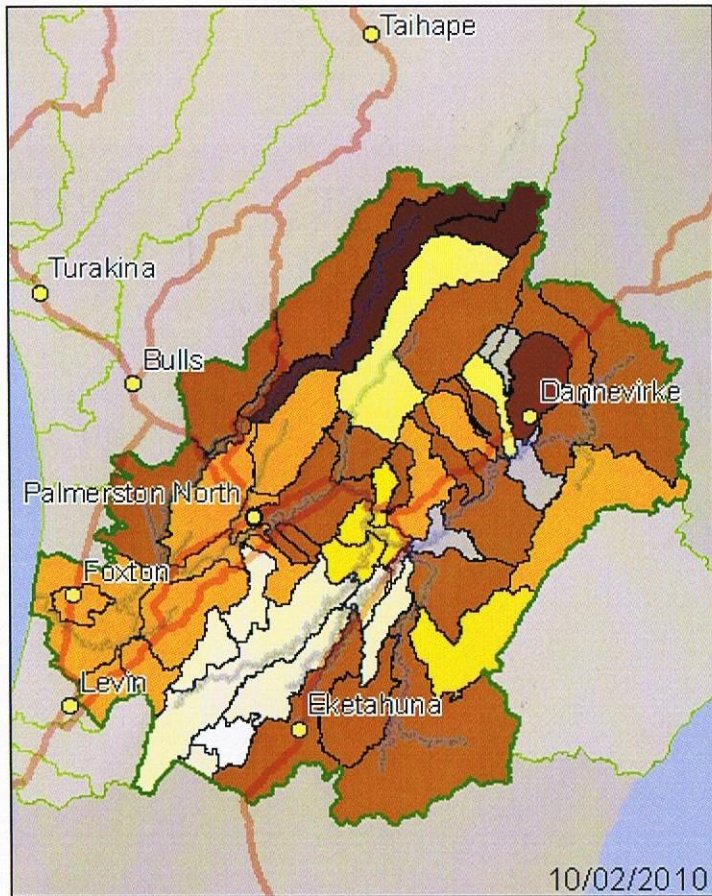 Taihape
Turakina
Bulls
Dannevirke
Palmerston North
Foxton
Levin
Eketahuna
10/02/2010